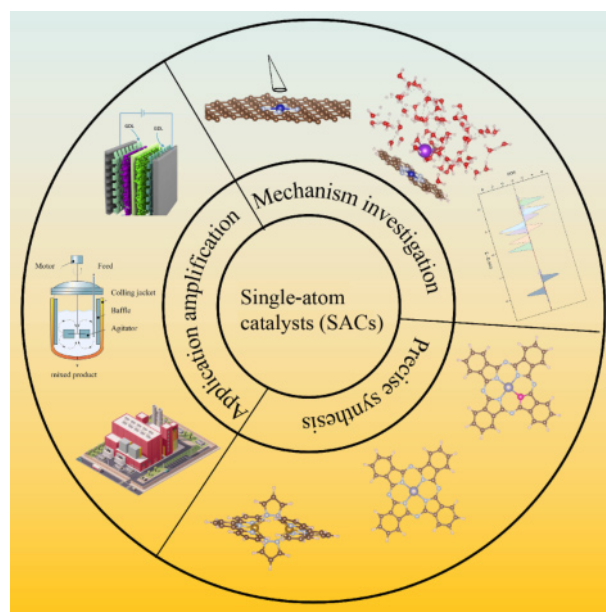 Mechanism investigation
Application amplification
Precise synthesis
Single-atom
catalysts (SACs)
Motor
Feed
Colling jacket
Baffle
Agitator
mixed product